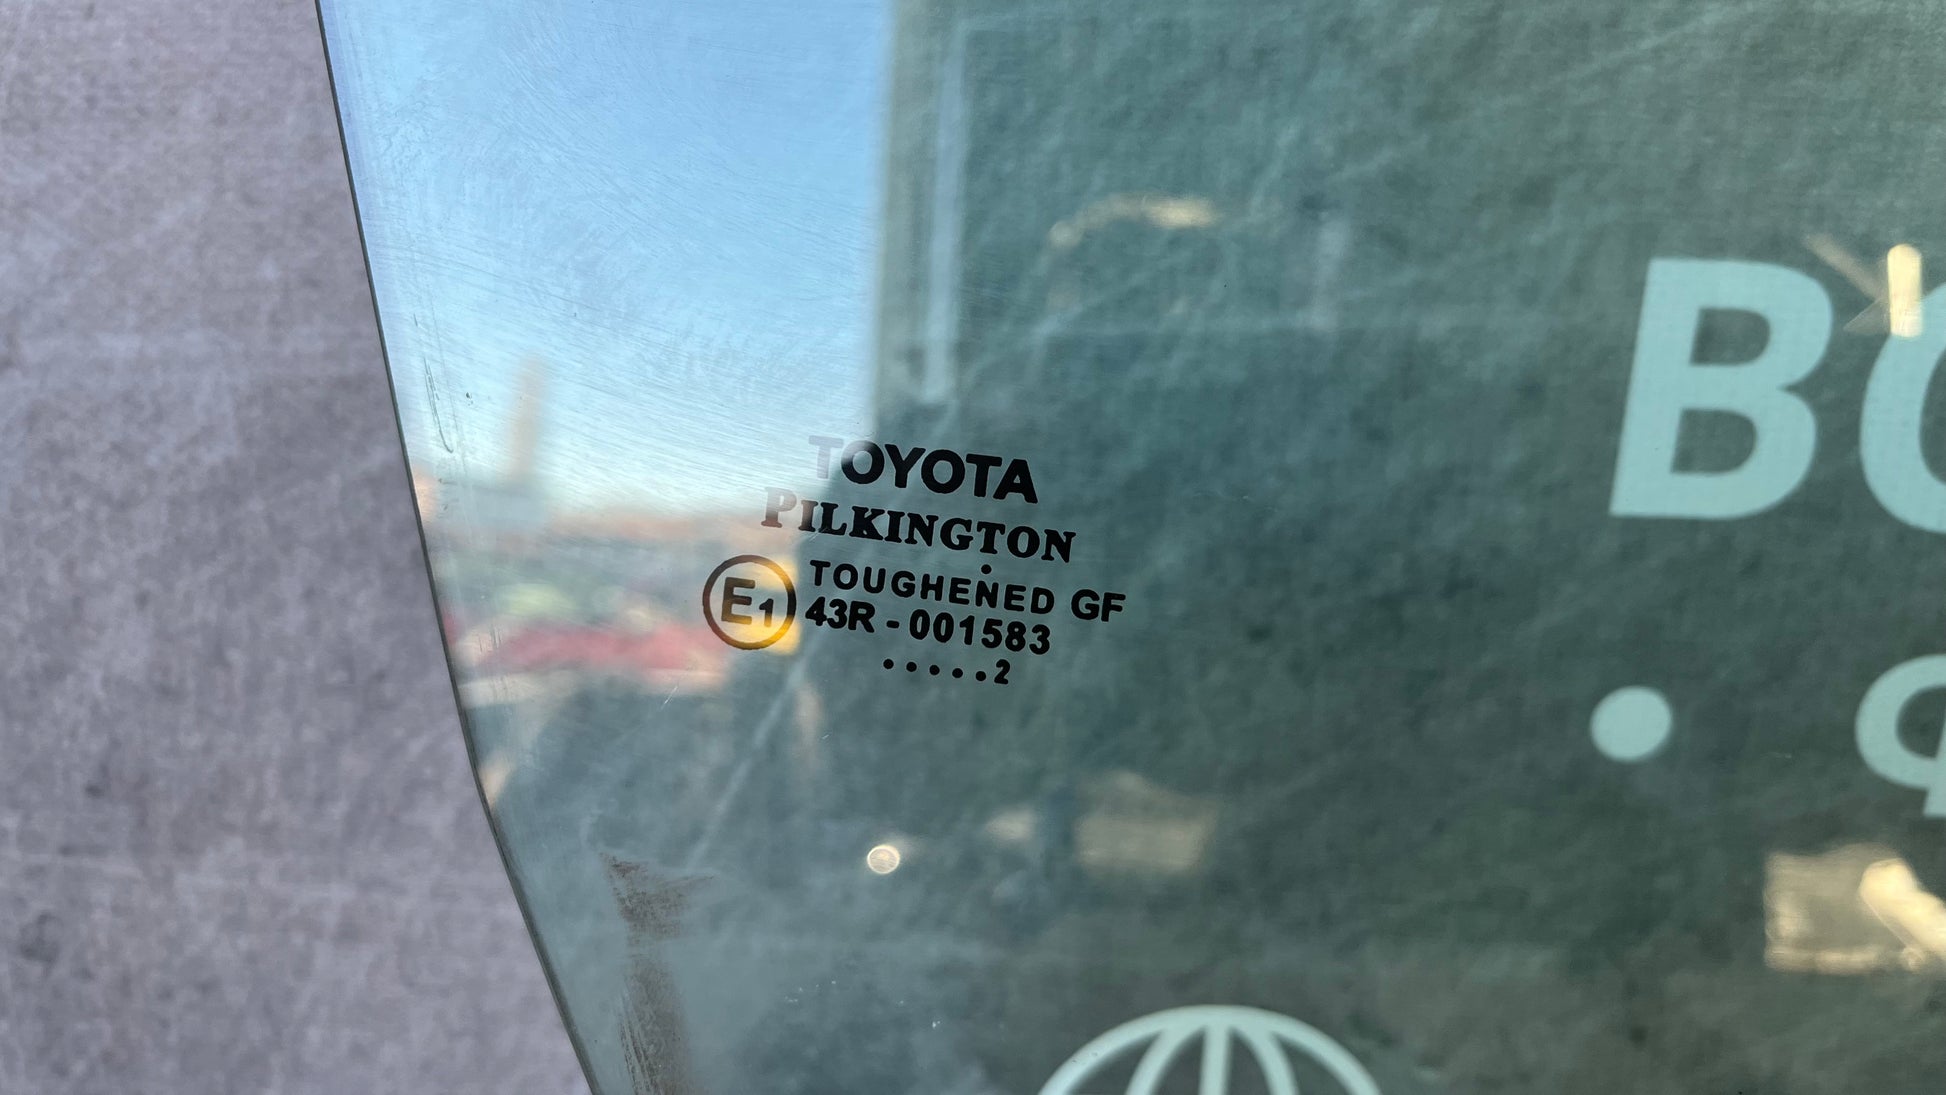 TOYOTA
PILKINGTON
TOUGHENED GF
E1 43R - 001583
.....2
B